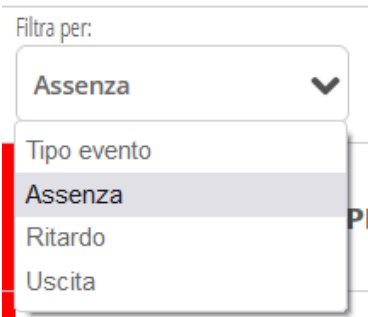 Filtra per:
Assenza
Tipo evento
Assenza
Ritardo
Uscita